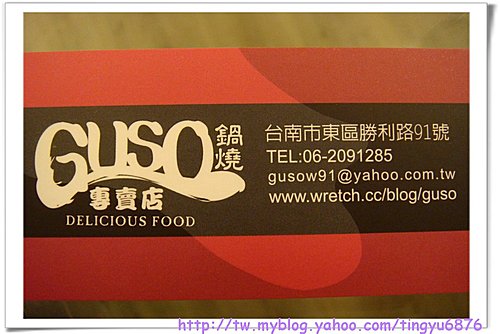 GUSO 鍋燒
專賣店
DELICIOUS FOOD
台南市東區勝利路91號
TEL:06-2091285
gusow91@yahoo.com.tw
www.wretch.cc/blog/guso
http://tw.myblog.yahoo.com/tingyu6876